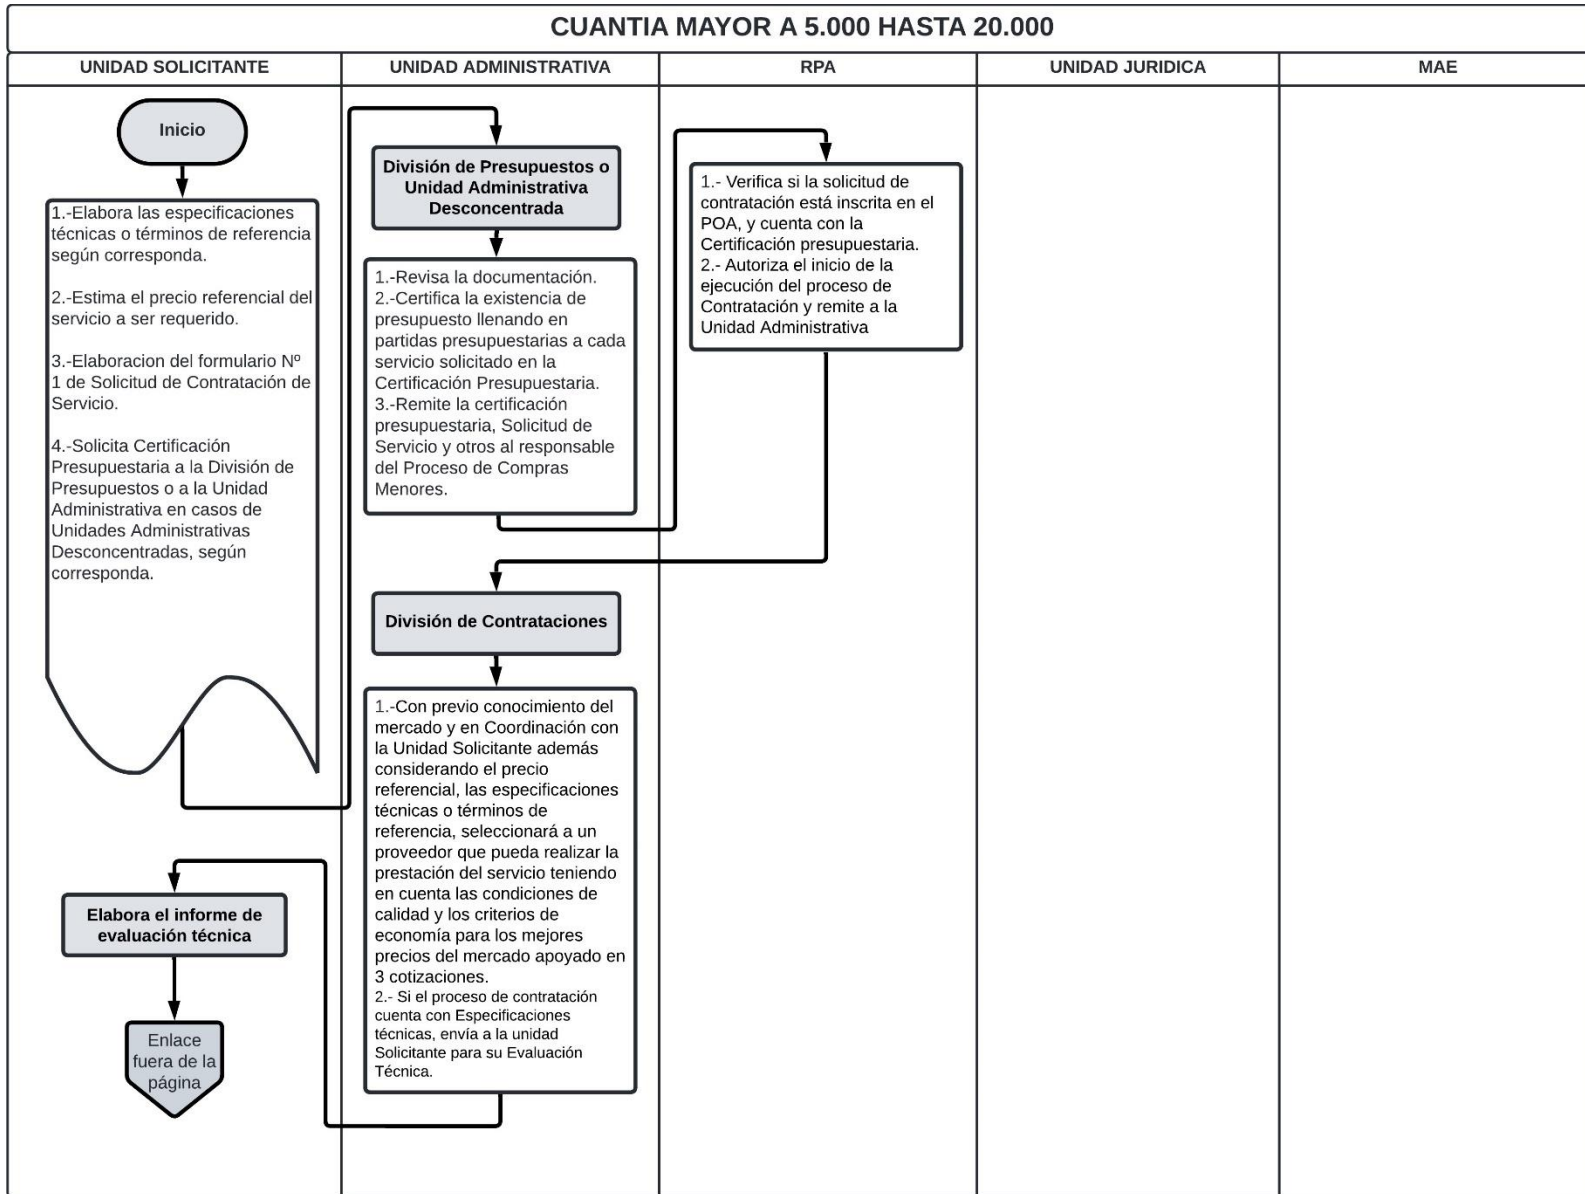 CUANTIA MAYOR A 5.000 HASTA 20.000
UNIDAD SOLICITANTE
UNIDAD ADMINISTRATIVA
RPA
UNIDAD JURIDICA
MAE
Inicio
1.-Elabora las especificaciones
técnicas o términos de referencia
según corresponda.
2.-Estima el precio referencial del
servicio a ser requerido.
3.-Elaboracion del formulario Nº
1 de Solicitud de Contratación de
Servicio.
4.-Solicita Certificación
Presupuestaria a la División de
Presupuestos o a la Unidad
Administrativa en casos de
Unidades Administrativas
Desconcentradas, según
corresponda.
División de Presupuestos o
Unidad Administrativa
Desconcentrada
1.-Revisa la documentación.
2.-Certifica la existencia de
presupuesto llenando en
partidas presupuestarias a cada
servicio solicitado en la
Certificación Presupuestaria.
3.-Remite la certificación
presupuestaria, Solicitud de
Servicio y otros al responsable
del Proceso de Compras
Menores.
1.- Verifica si la solicitud de
contratación está inscrita en el
POA, y cuenta con la
Certificación presupuestaria.
2.- Autoriza el inicio de la
ejecución del proceso de
Contratación y remite a la
Unidad Administrativa
División de Contrataciones
1.-Con previo conocimiento del
mercado y en Coordinación con
la Unidad Solicitante además
considerando el precio
referencial, las especificaciones
técnicas o términos de
referencia, seleccionará a un
proveedor que pueda realizar la
prestación del servicio teniendo
en cuenta las condiciones de
calidad y los criterios de
economía para los mejores
precios del mercado apoyado en
3 cotizaciones.
2.- Si el proceso de contratación
cuenta con Especificaciones
técnicas, envía a la unidad
Solicitante para su Evaluación
Técnica.
Elabora el informe de
evaluación técnica
Enlace
fuera de la
página